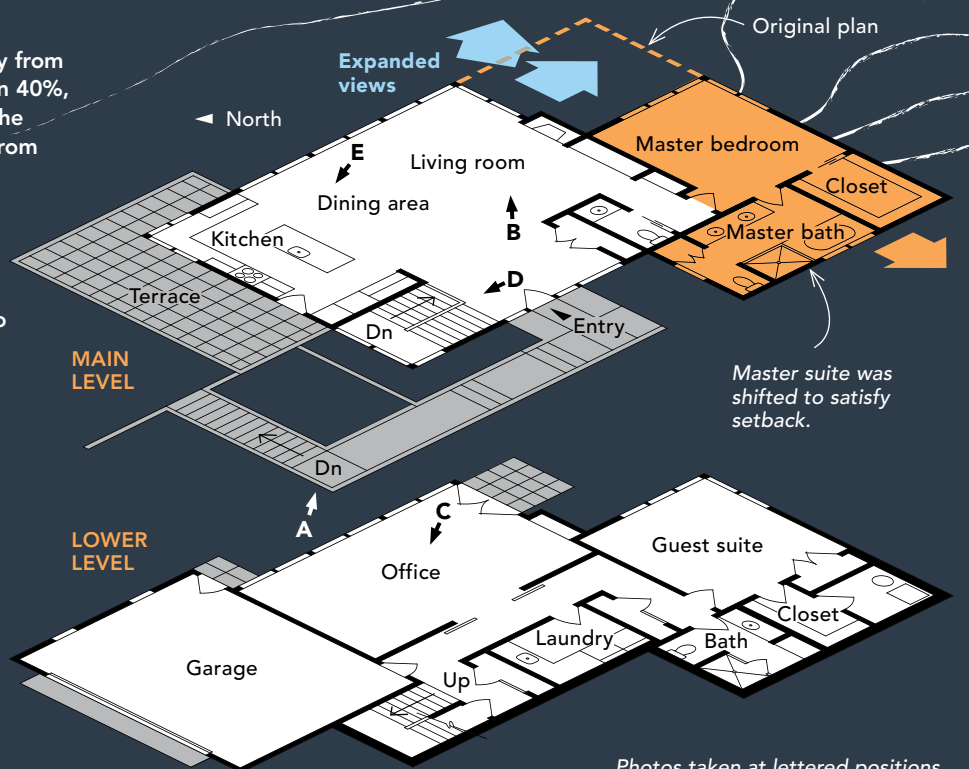 y from
n 40%,
he
rom
Original plan
Expanded
views
North
E
Living room
Master bedroom
Dining area
Closet
B
Kitchen
Master bath
D
Terrace
Entry
Dn
MAIN
LEVEL
Master suite was
shifted to satisfy
setback.
Dn
A
C
LOWER
LEVEL
Office
Guest suite
Closet
Laundry
Bath
Garage
Up
Photos taken at lettered positions